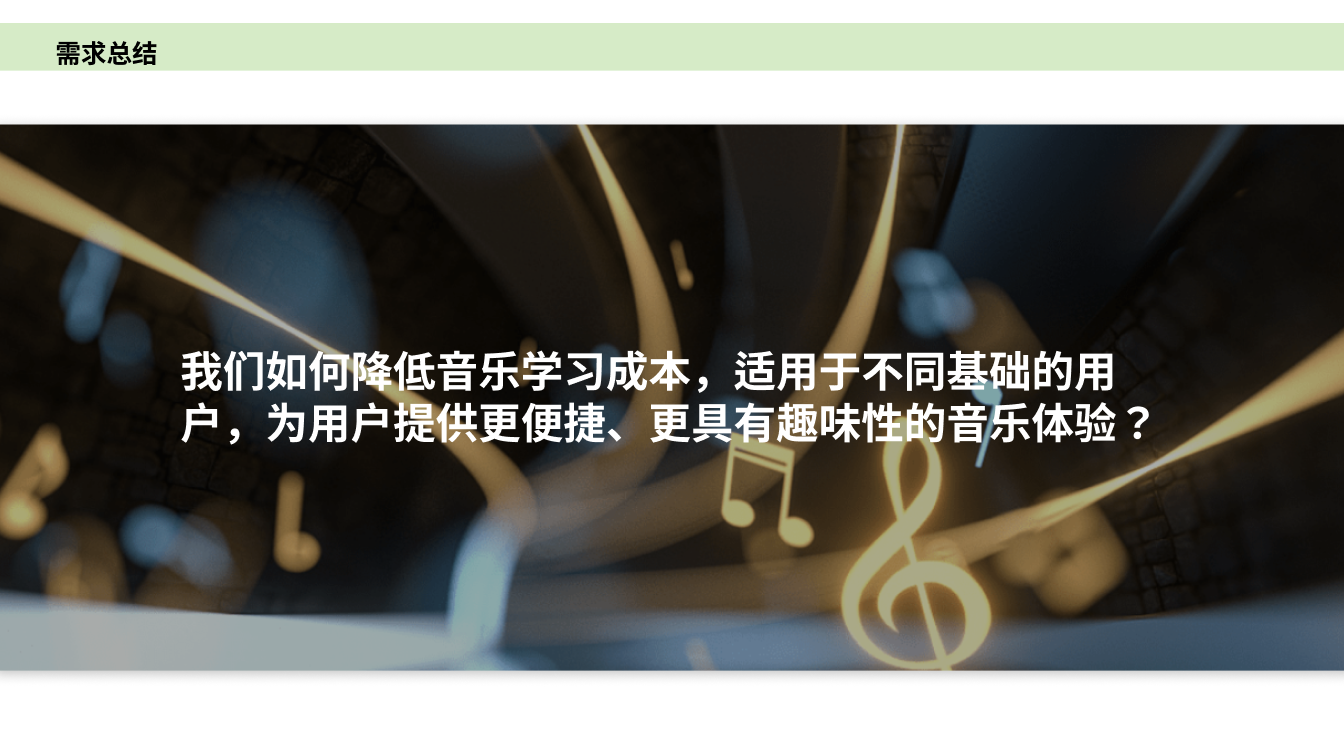 需求总结
我们如何降低音乐学习成本，适用于不同基础的用
户，为用户提供更便捷、更具有趣味性的音乐体验？